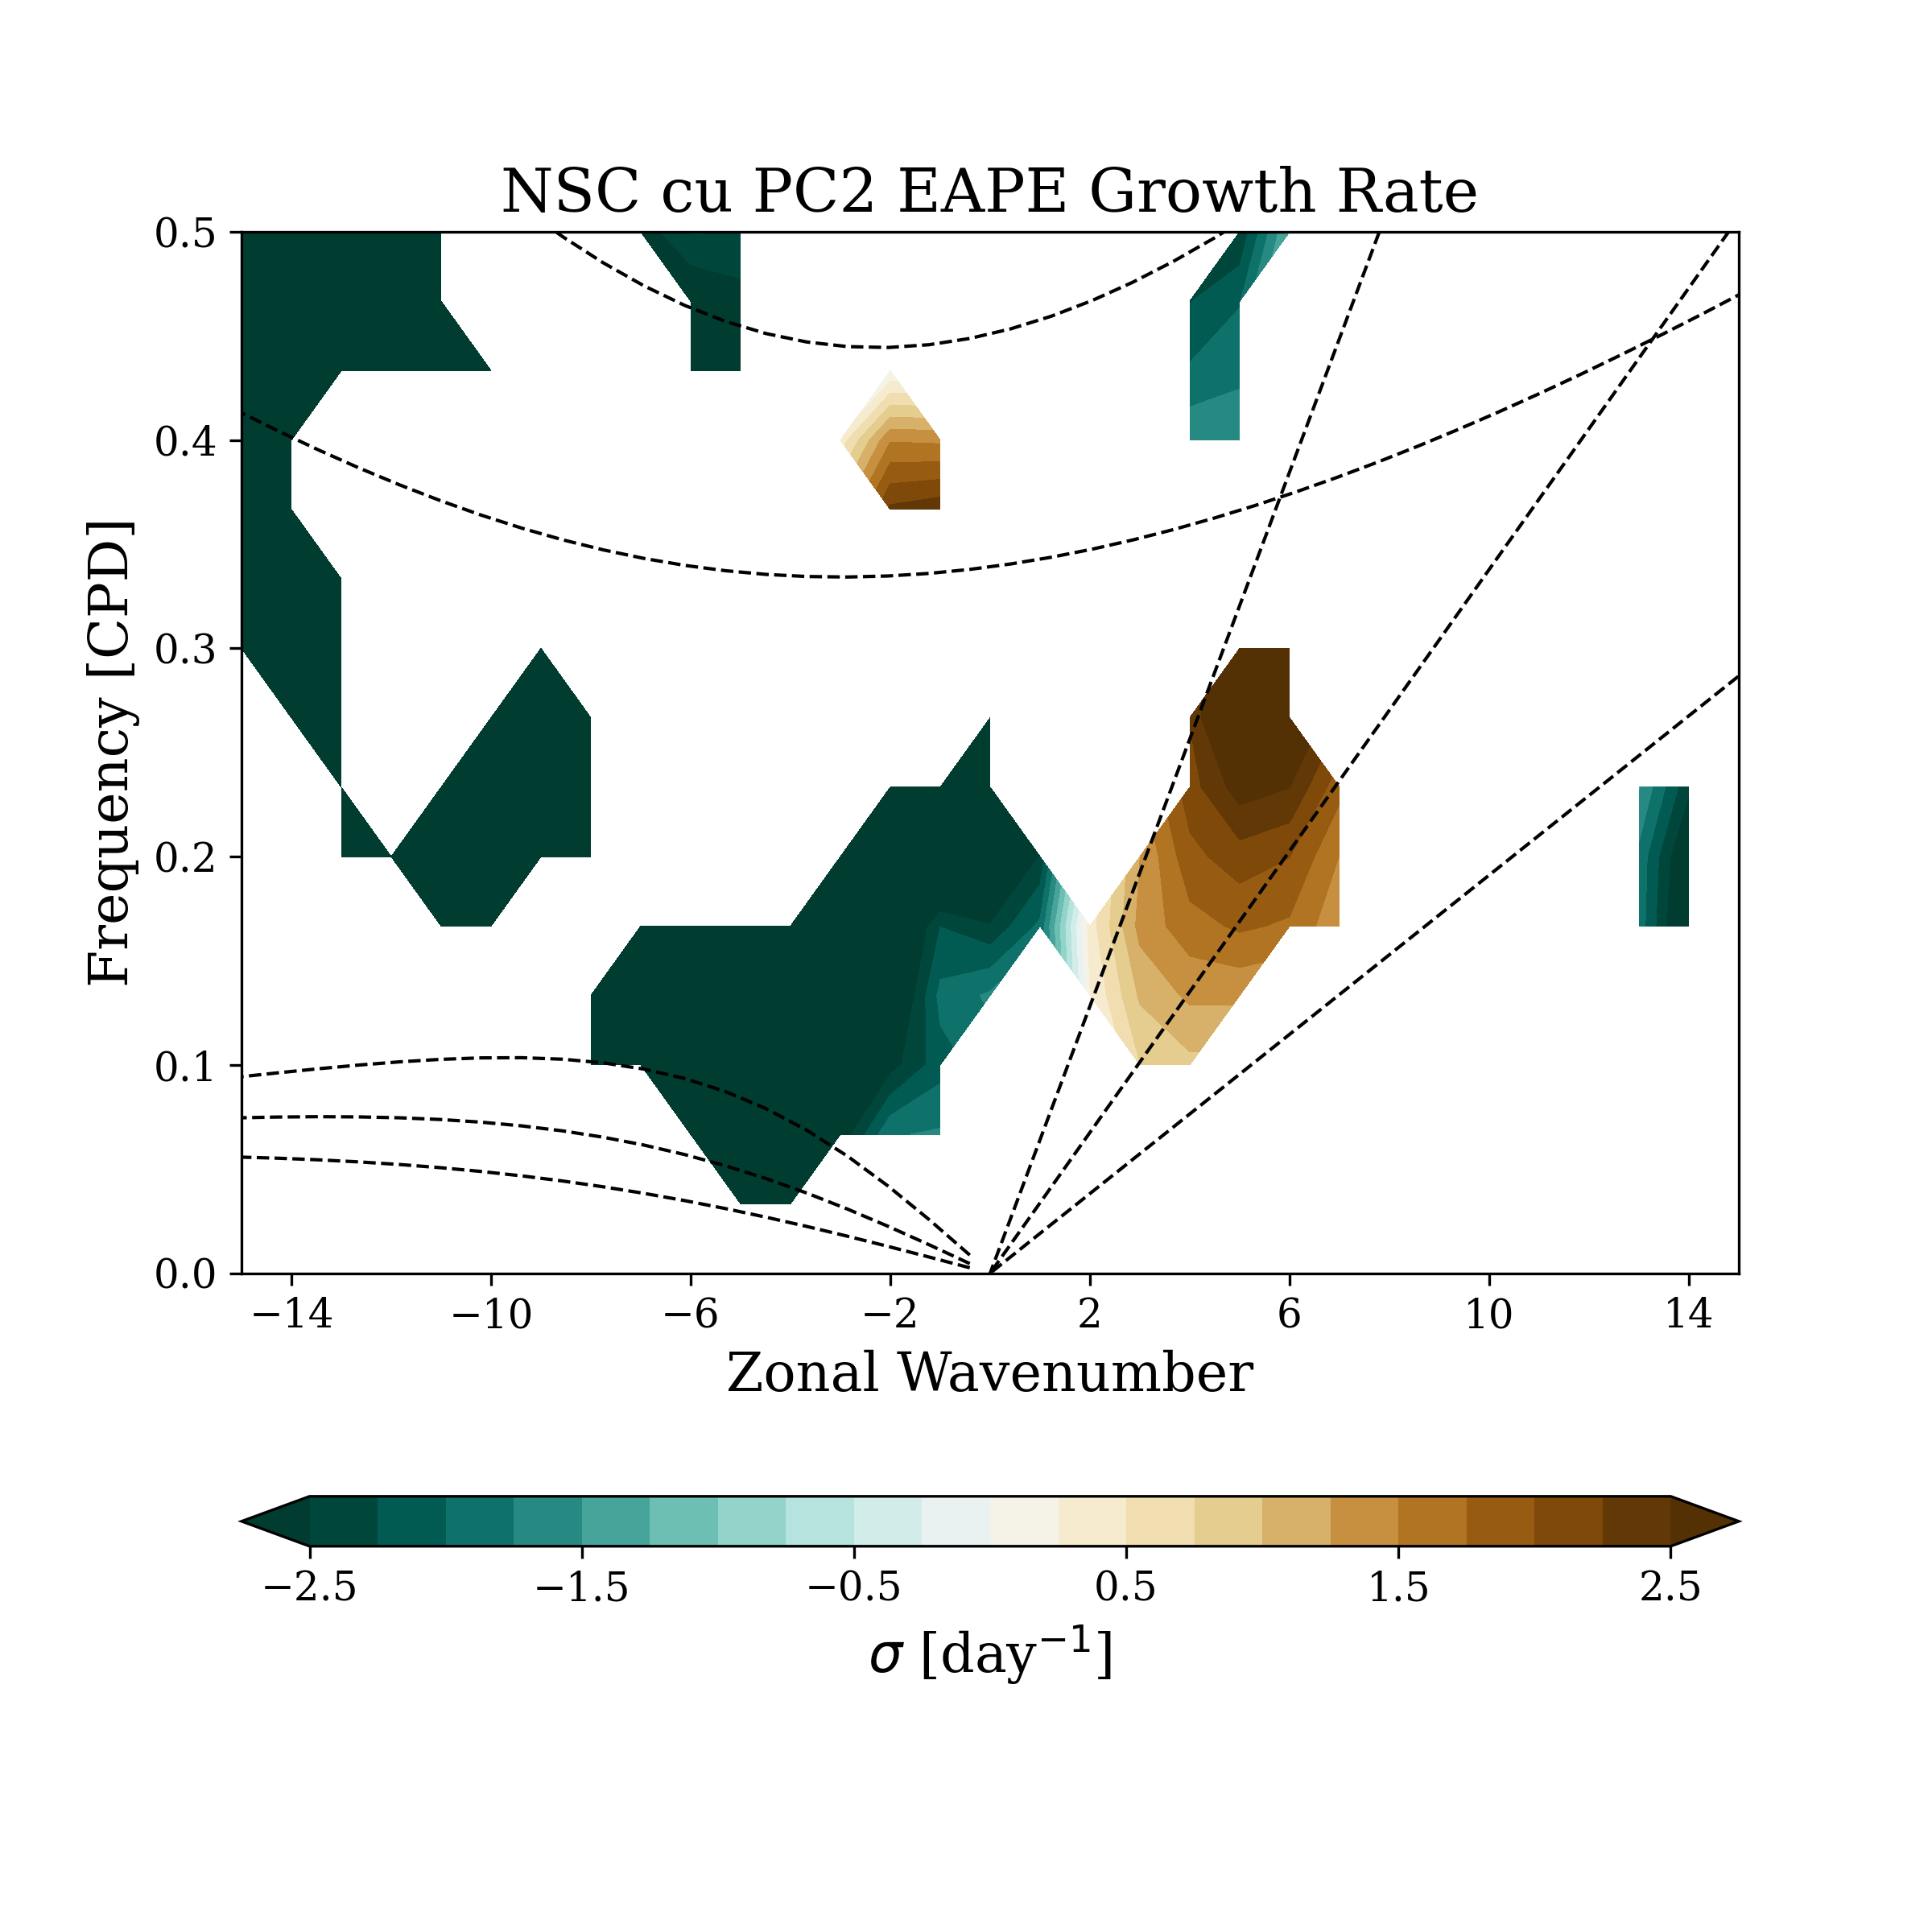 NSC cu PC2 EAPE Growth Rate
0.5
0.4
0.3
0.2
0.1
0.0
Frequency [CPD]
−14 −10 −6 −2 2 6 10 14
Zonal Wavenumber
−2.5 −1.5 −0.5 0.5 1.5 2.5
σ [day⁻¹]